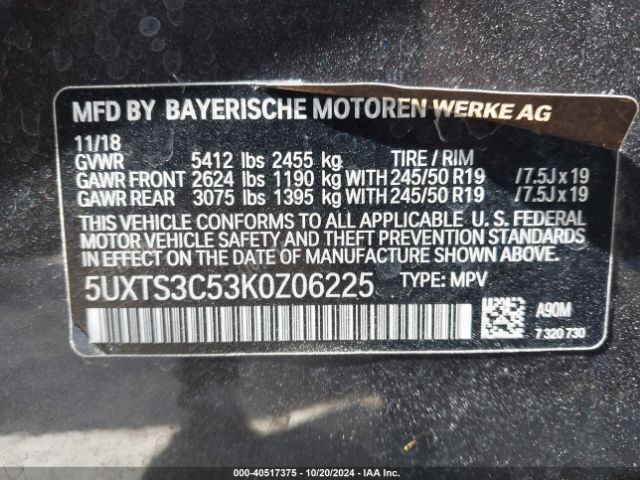 MFD BY BAYERISCHE MOTOREN WERKE AG
11/18
GVWR 5412 lbs 2455 kg TIRE / RIM
GAWR FRONT 2624 lbs 1190 kg WITH 245/50 R19 /7.5J x 19
GAWR REAR 3075 lbs 1395 kg WITH 245/50 R19 /7.5J x 19
THIS VEHICLE CONFORMS TO ALL APPLICABLE U. S. FEDERAL
MOTOR VEHICLE SAFETY AND THEFT PREVENTION STANDARDS
IN EFFECT ON THE DATE OF MANUFACTURE SHOWN ABOVE.
5UXTS3C53K0Z06225 TYPE: MPV
A90M
7 320 730
000-40517375 - 10/20/2024 - IAA Inc.